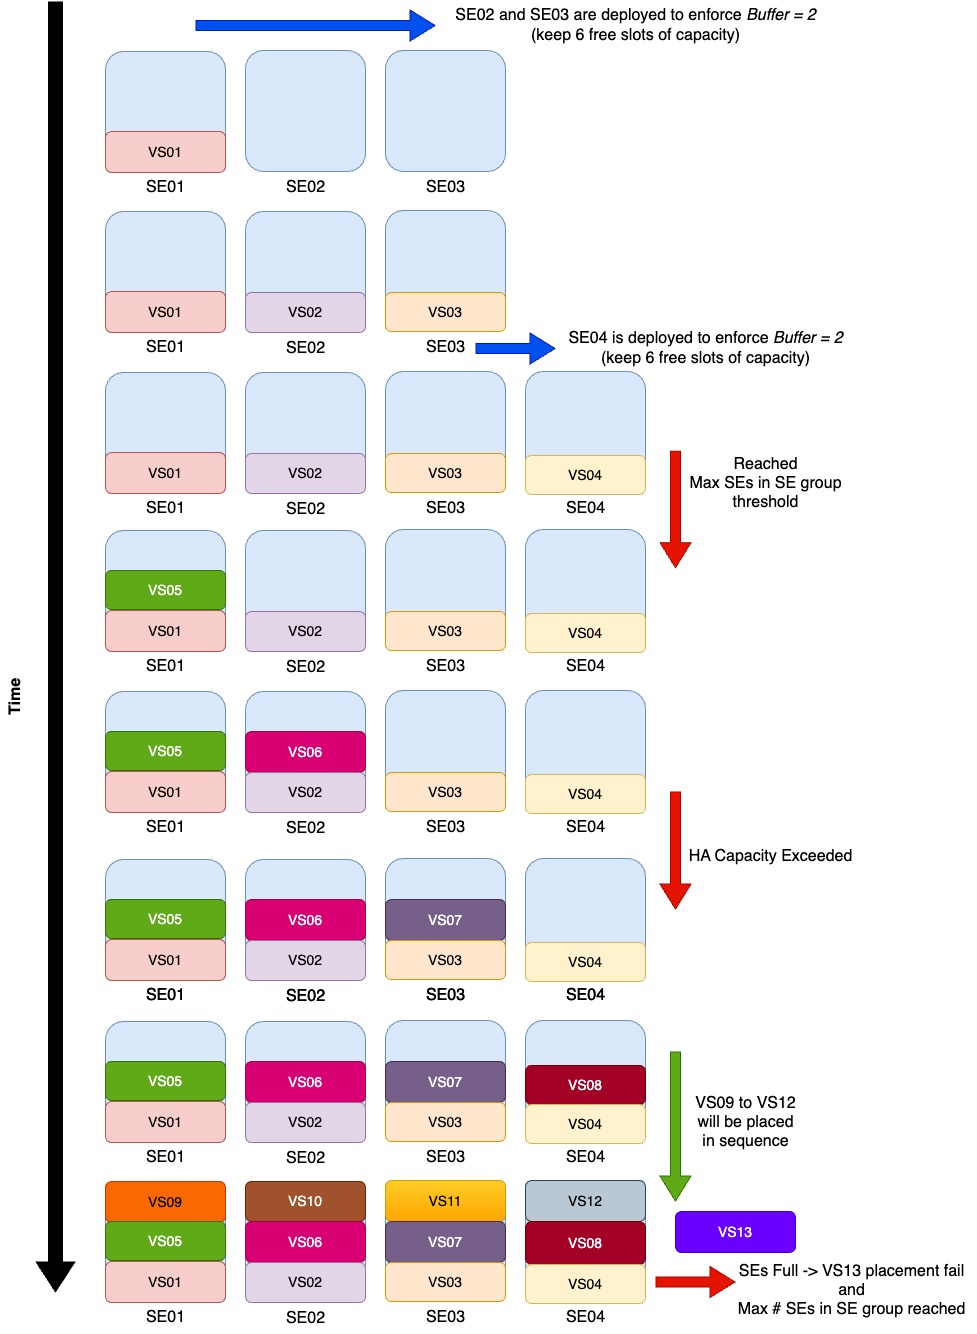 SE02 and SE03 are deployed to enforce Buffer = 2
(keep 6 free slots of capacity)
VS01
SE01 SE02 SE03
VS01 VS02 VS03
SE01 SE02 SE03
SE04 is deployed to enforce Buffer = 2
(keep 6 free slots of capacity)
VS01 VS02 VS03 VS04
SE01 SE02 SE03 SE04
Reached
Max SEs in SE group
threshold
VS05
VS01 VS02 VS03 VS04
SE01 SE02 SE03 SE04
Time
VS05 VS06
VS01 VS02 VS03 VS04
SE01 SE02 SE03 SE04
HA Capacity Exceeded
VS05 VS06 VS07
VS01 VS02 VS03 VS04
SE01 SE02 SE03 SE04
VS05 VS06 VS07 VS08
VS01 VS02 VS03 VS04
SE01 SE02 SE03 SE04
VS09 to VS12
will be placed
in sequence
VS09 VS10 VS11 VS12
VS05 VS06 VS07 VS08
VS01 VS02 VS03 VS04
SE01 SE02 SE03 SE04
VS13
SEs Full -> VS13 placement fail
and
Max # SEs in SE group reached